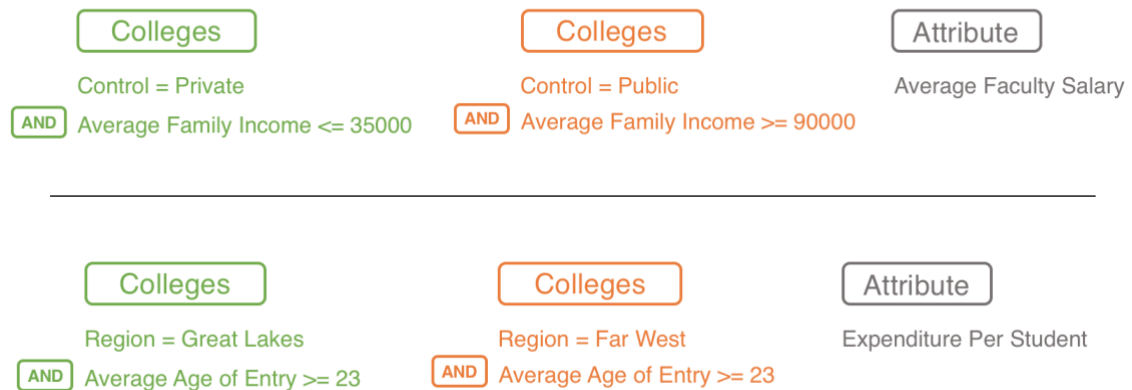 Colleges Colleges Attribute
Control = Private Control = Public Average Faculty Salary
AND Average Family Income <= 35000 AND Average Family Income >= 90000
Colleges Colleges Attribute
Region = Great Lakes Region = Far West Expenditure Per Student
AND Average Age of Entry >= 23 AND Average Age of Entry >= 23